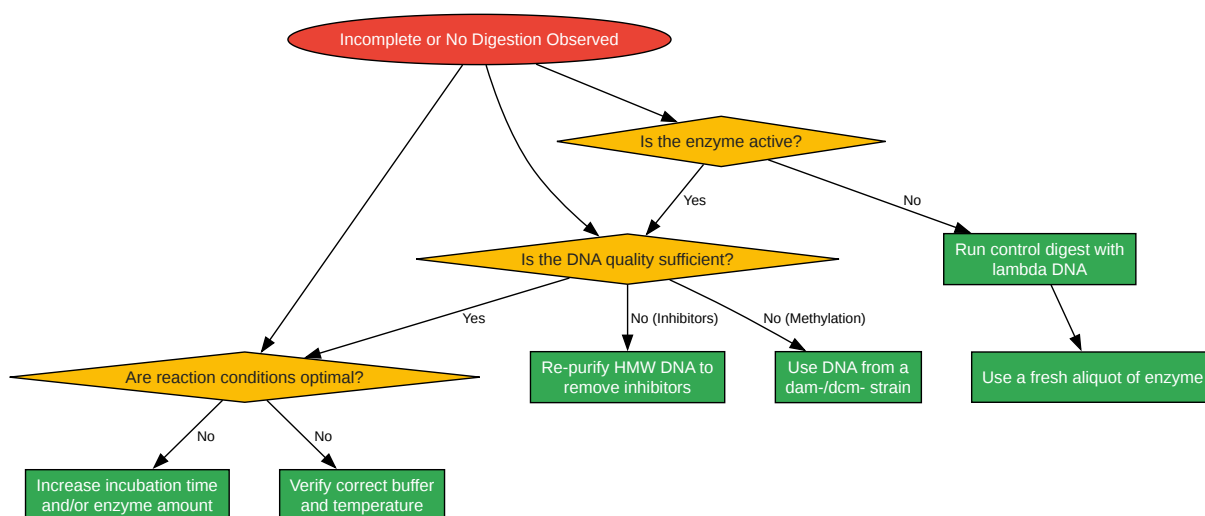 Incomplete or No Digestion Observed
Is the enzyme active?
Yes
No
Is the DNA quality sufficient?
Run control digest with
lambda DNA
Yes
No (Inhibitors)
No (Methylation)
Are reaction conditions optimal?
Re-purify HMW DNA to
remove inhibitors
Use DNA from a
dam-/dcm- strain
Use a fresh aliquot of enzyme
No
No
Increase incubation time
and/or enzyme amount
Verify correct buffer
and temperature